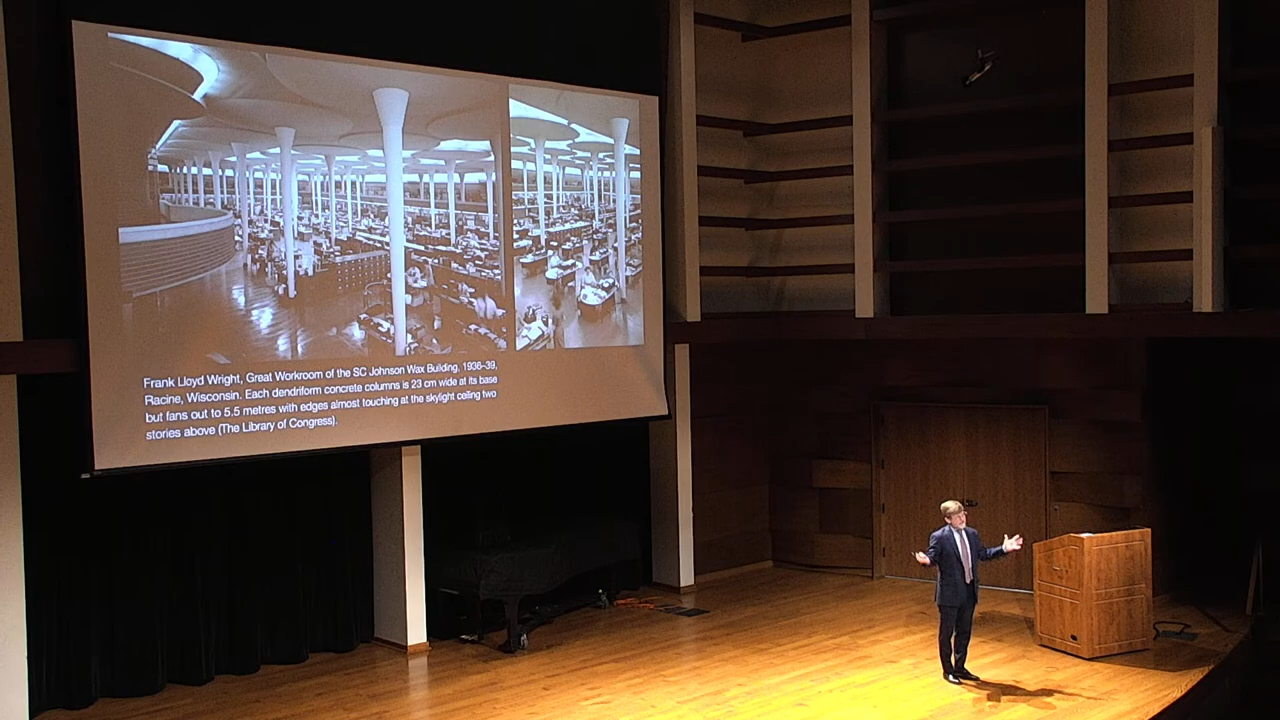 Frank Lloyd Wright, Great Workroom of the SC Johnson Wax Building, 1936–39,
Racine, Wisconsin. Each dendriform concrete columns is 23 cm wide at its base
but fans out to 5.5 metres with edges almost touching at the skylight ceiling two
stories above (The Library of Congress).